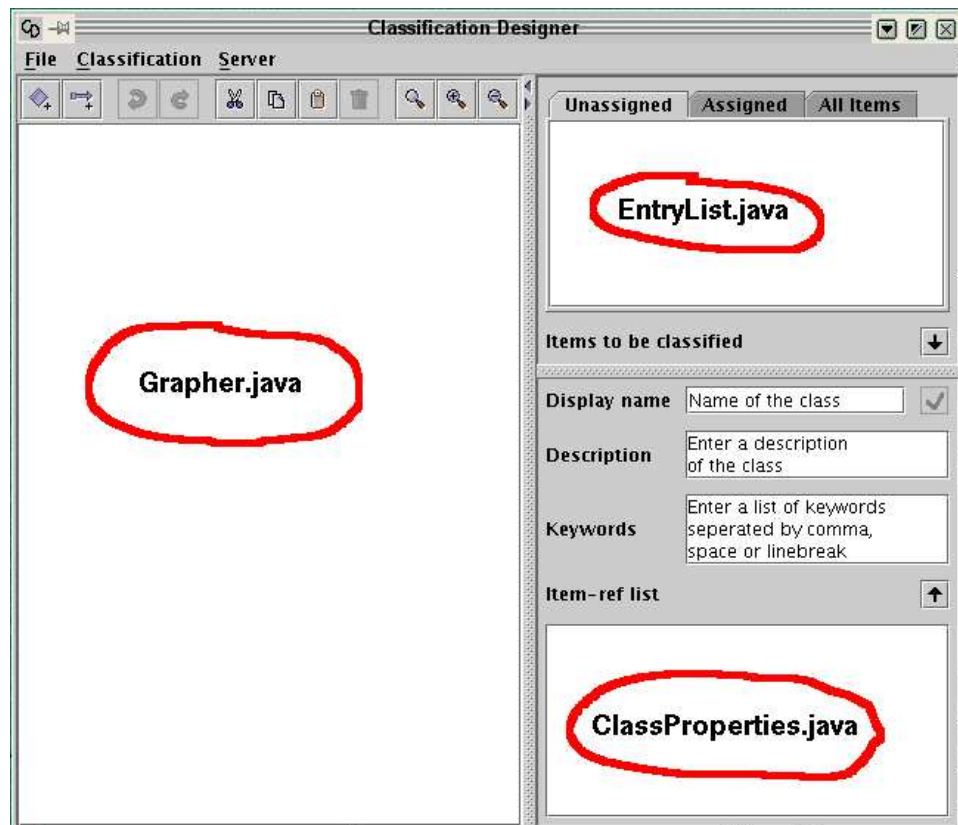 CD Classification Designer
File Classification Server
Unassigned Assigned All Items
EntryList.java
Items to be classified
Grapher.java
Display name Name of the class
Description Enter a description
of the class
Keywords Enter a list of keywords
seperated by comma,
space or linebreak
Item-ref list
ClassProperties.java